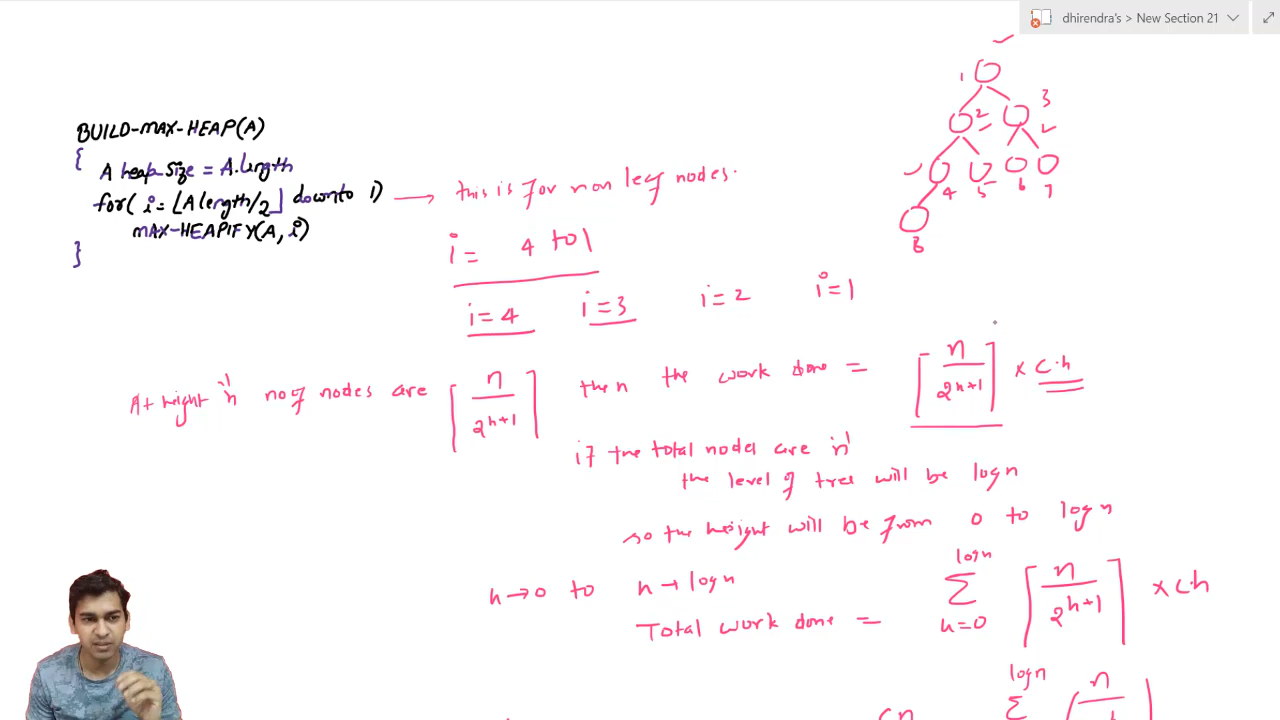 dhirendra's > New Section 21
BUILD-MAX-HEAP(A)
{
A heap size = A.length
for( i = ⌊A length/2⌋ downto 1)
MAX-HEAPIFY(A, i)
}
this is for non leg nodes.
1
2
3
4 5 6 7
8
i = 4 to 1
i = 4 i = 3 i = 2 i = 1
At height 'h' no of nodes are ⌈n/2^(h+1)⌉ then the work done = ⌈n/2^(h+1)⌉ × c.h
if the total nodes are 'n'
the level of tree will be log n
so the height will be from 0 to log n
h → 0 to h → log n
Total work done = Σ_{h=0}^{log n} ⌈n/2^(h+1)⌉ × c.h
cn log n Σ ( n